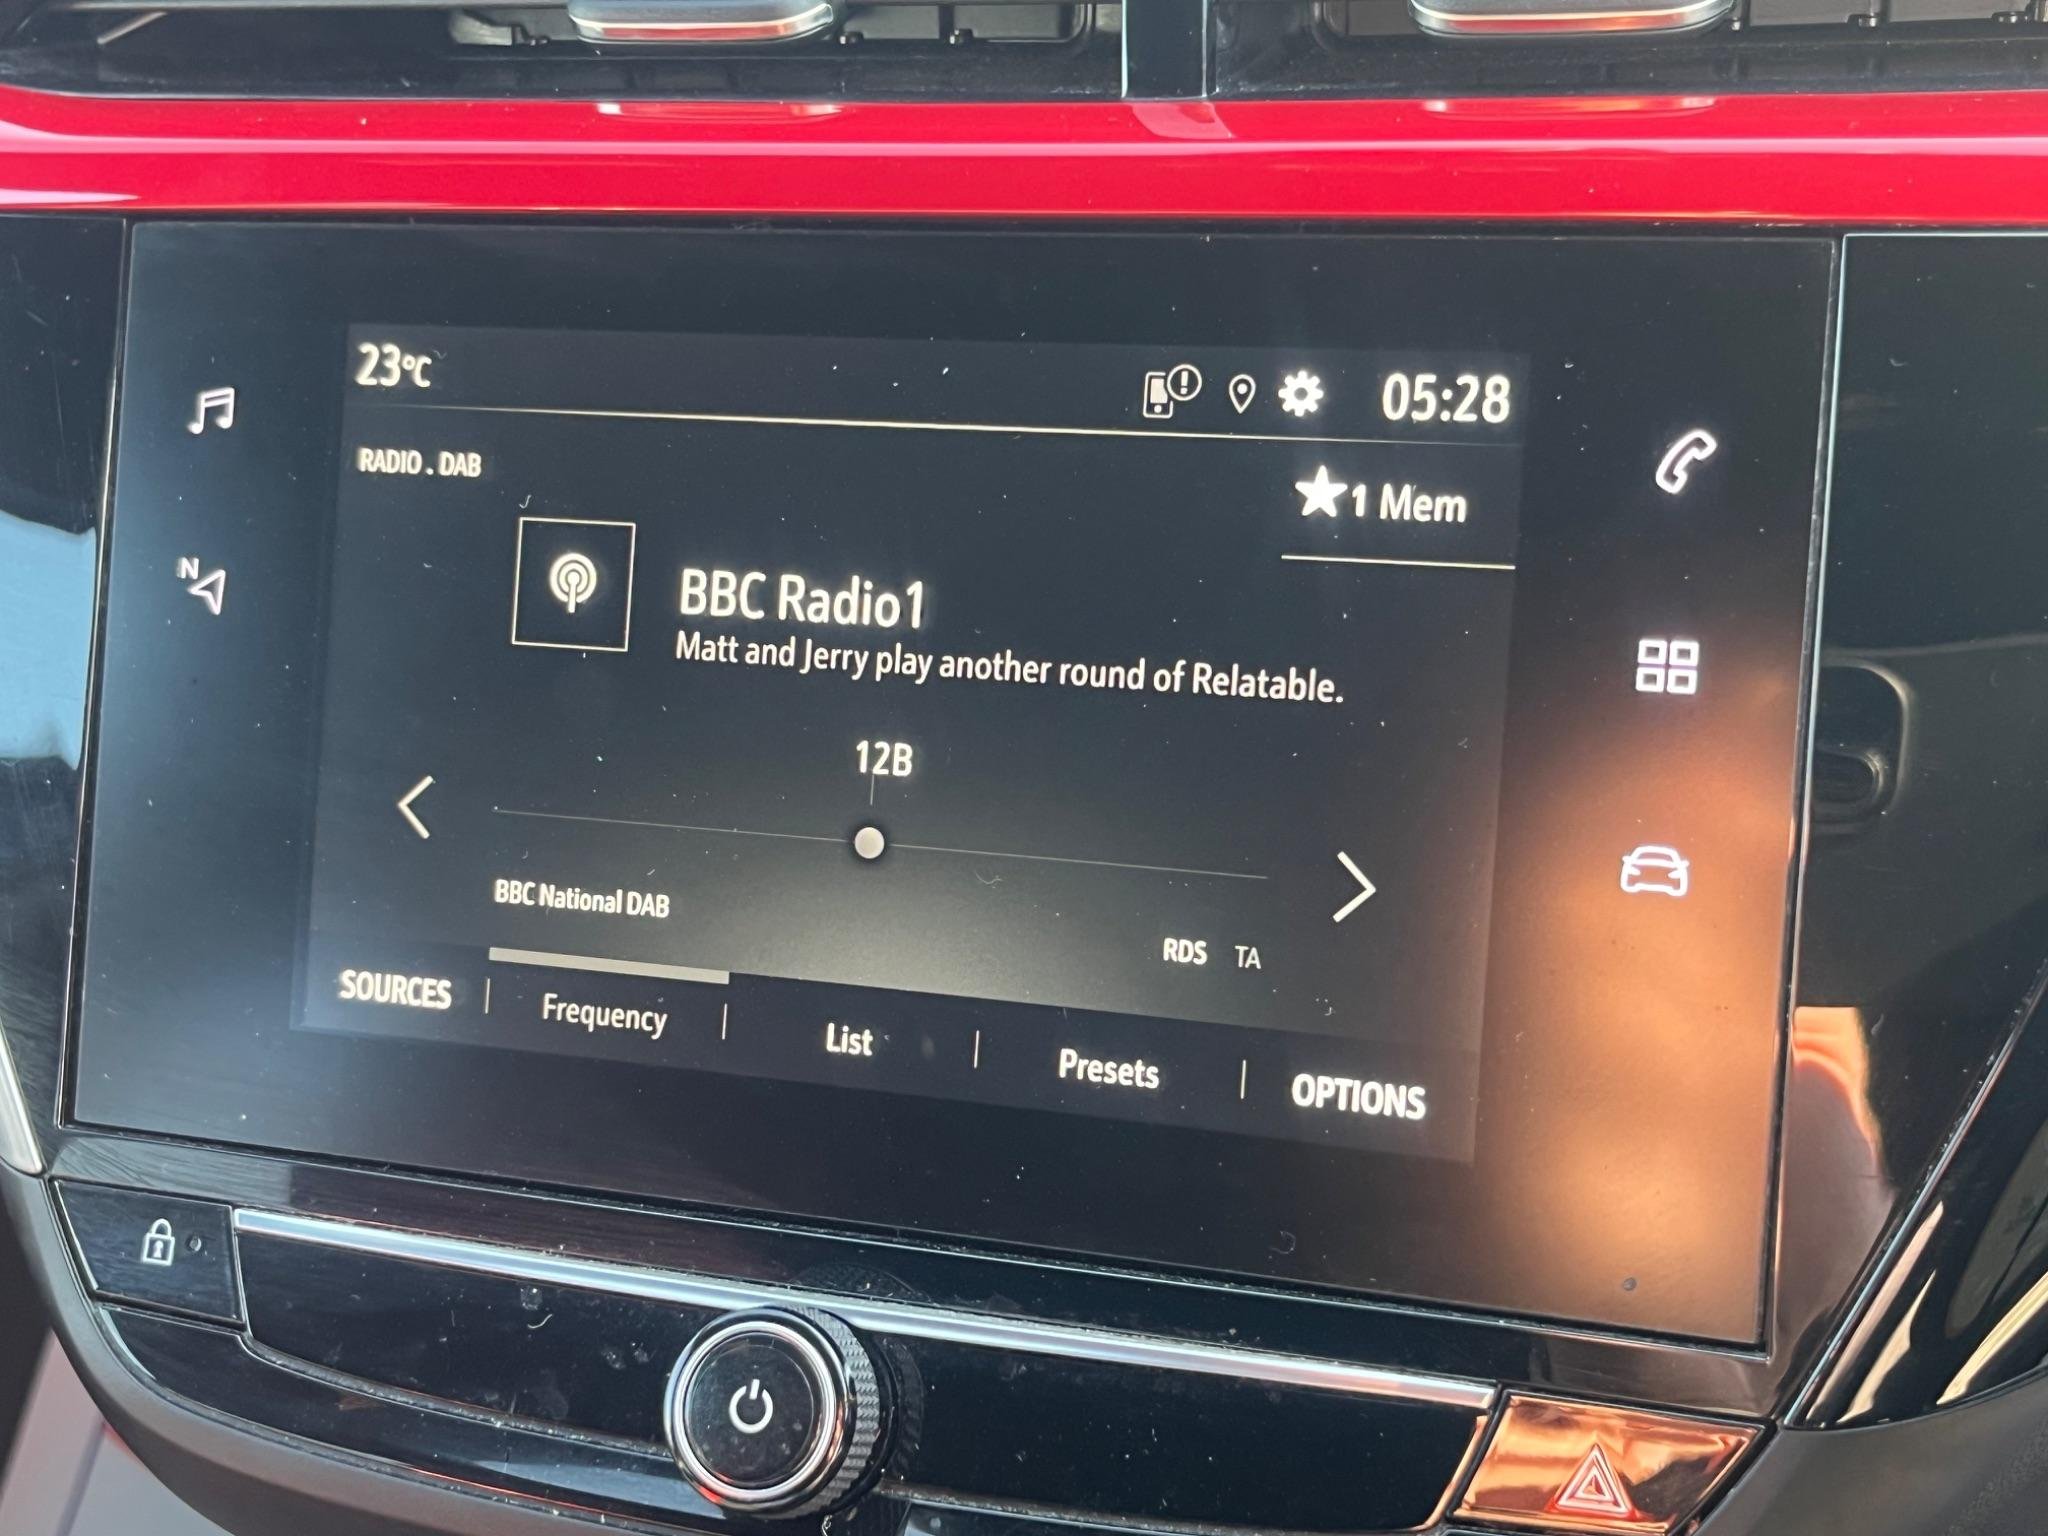 23°C
05:28
RADIO . DAB
1 Mem
BBC Radio1
Matt and Jerry play another round of Relatable.
N
12B
BBC National DAB
RDS TA
SOURCES
Frequency
List
Presets
OPTIONS